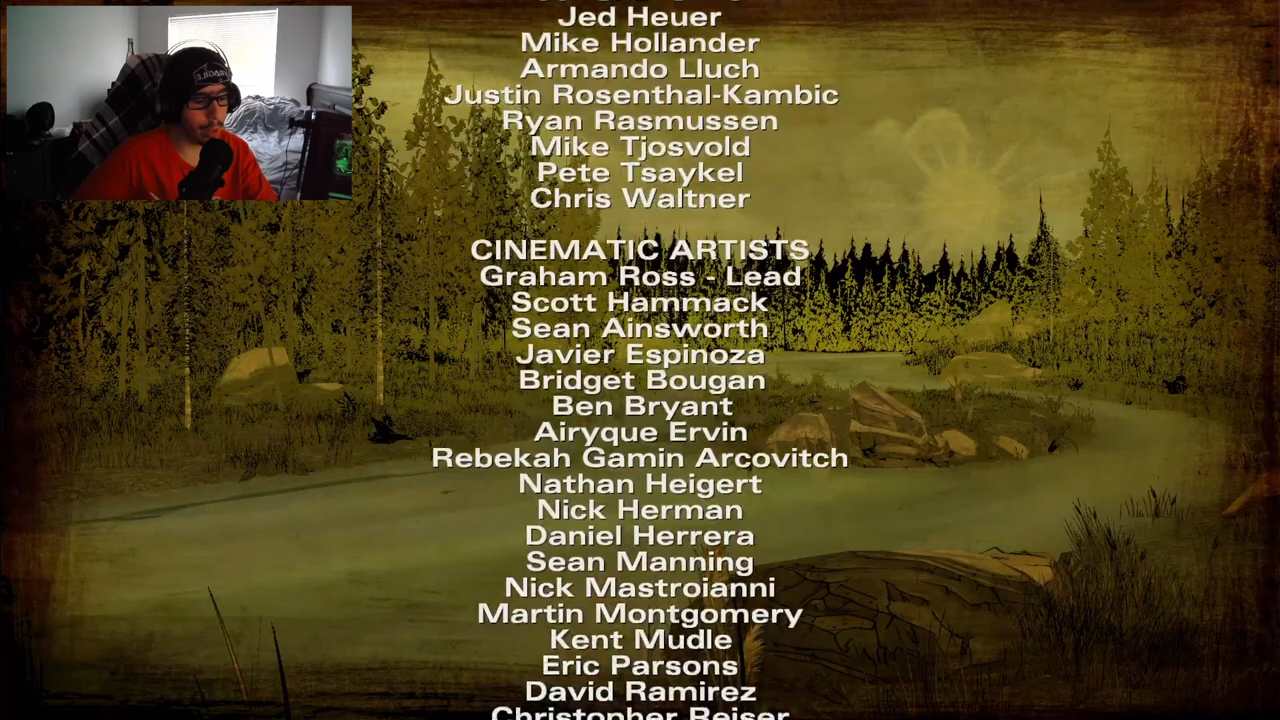 Jed Heuer
Mike Hollander
Armando Lluch
Justin Rosenthal-Kambic
Ryan Rasmussen
Mike Tjosvold
Pete Tsaykel
Chris Waltner
CINEMATIC ARTISTS
Graham Ross - Lead
Scott Hammack
Sean Ainsworth
Javier Espinoza
Bridget Bougan
Ben Bryant
Airyque Ervin
Rebekah Gamin Arcovitch
Nathan Heigert
Nick Herman
Daniel Herrera
Sean Manning
Nick Mastroianni
Martin Montgomery
Kent Mudle
Eric Parsons
David Ramirez
Christopher Reiser